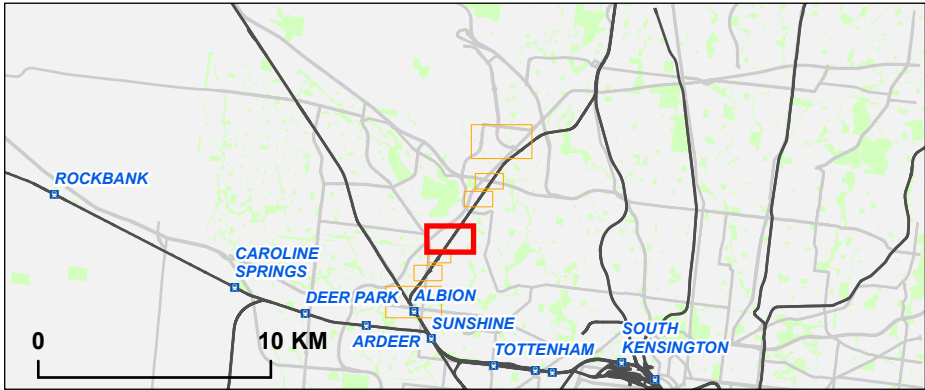 ROCKBANK
CAROLINE
SPRINGS
DEER PARK
ALBION
SUNSHINE
ARDEER
TOTTENHAM
SOUTH
KENSINGTON
0
10 KM